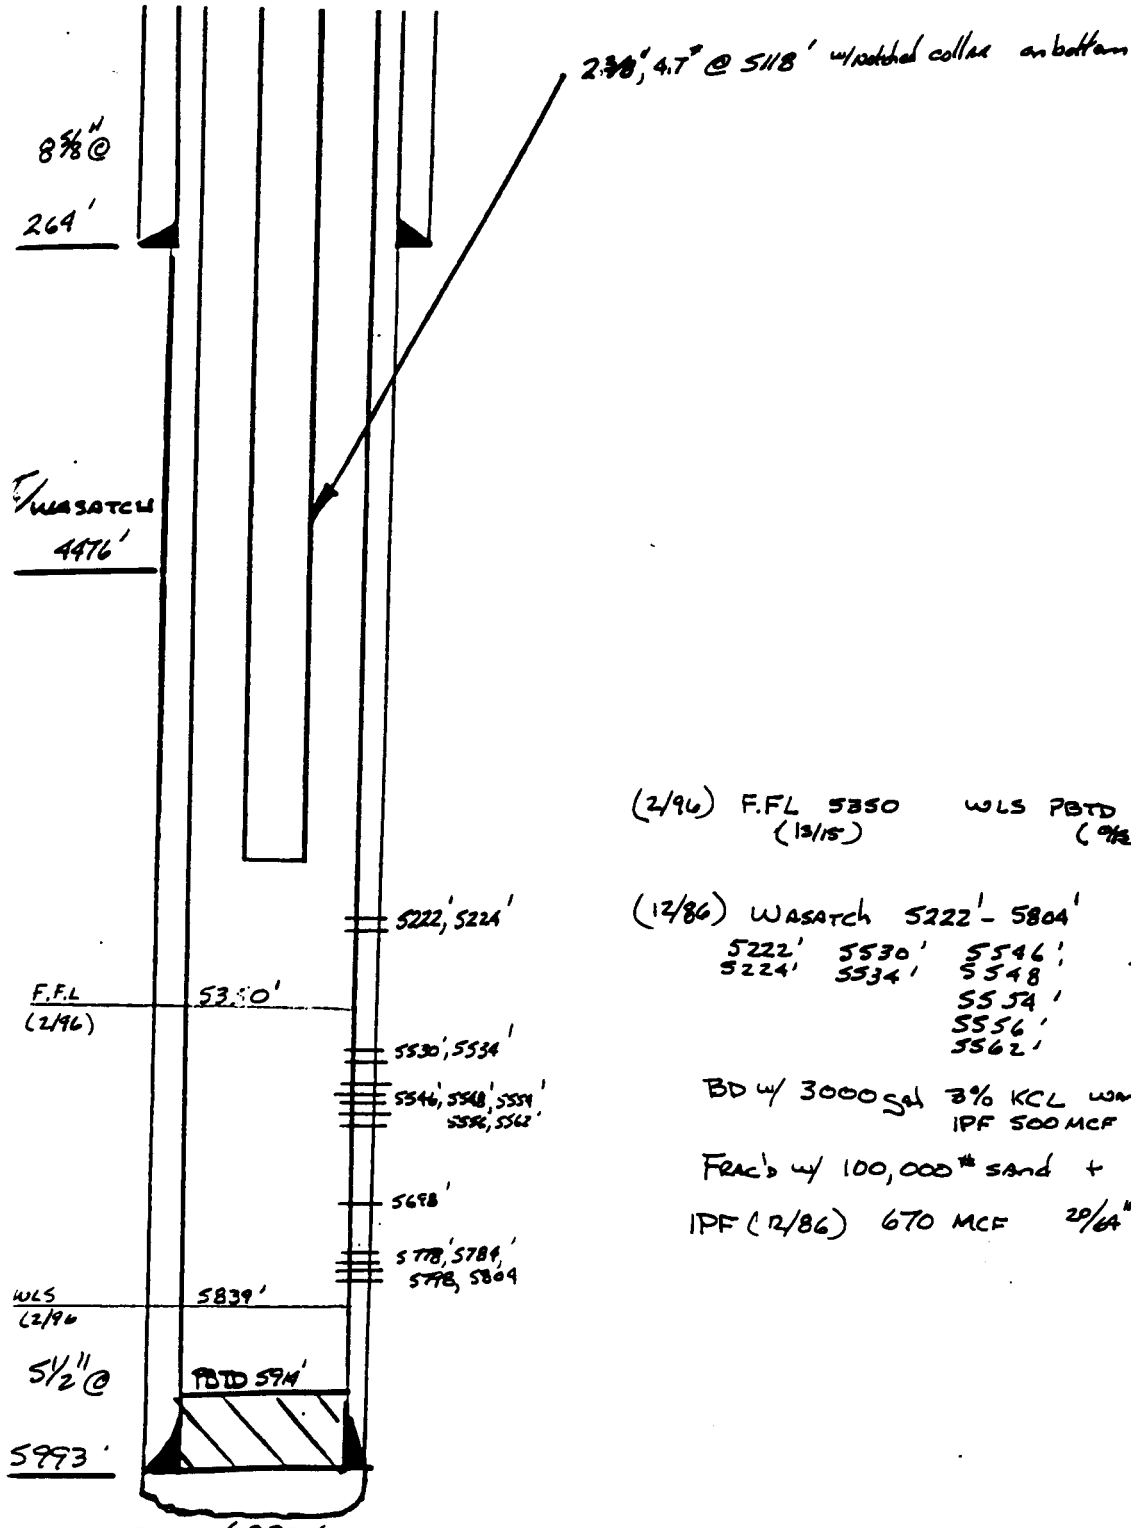 2 3/8", 4.7# @ 5118' w/notched collar on bottom
8 5/8" @
264'
T/WASATCH
4476'
(2/96) F.FL 5350 WLS PBTD
(13/15)
5222', 5224'
(12/86) WASATCH 5222' - 5804'
5222' 5530' 5546'
5224' 5534' 5548
5554'
5556'
5562'
F.F.L 53 0'
(2/96)
5530', 5534'
5546', 5548', 5554'
5556, 5562'
BD w/ 3000 gal 3% KCL
IPF 500 MCF
FRAC'D w/ 100,000# SAND +
5698'
IPF (12/86) 670 MCF 20/64"
5778', 5784,'
5798, 5804
WLS 5839'
(2/96
5 1/2" @
PBTD 5914'
5993'